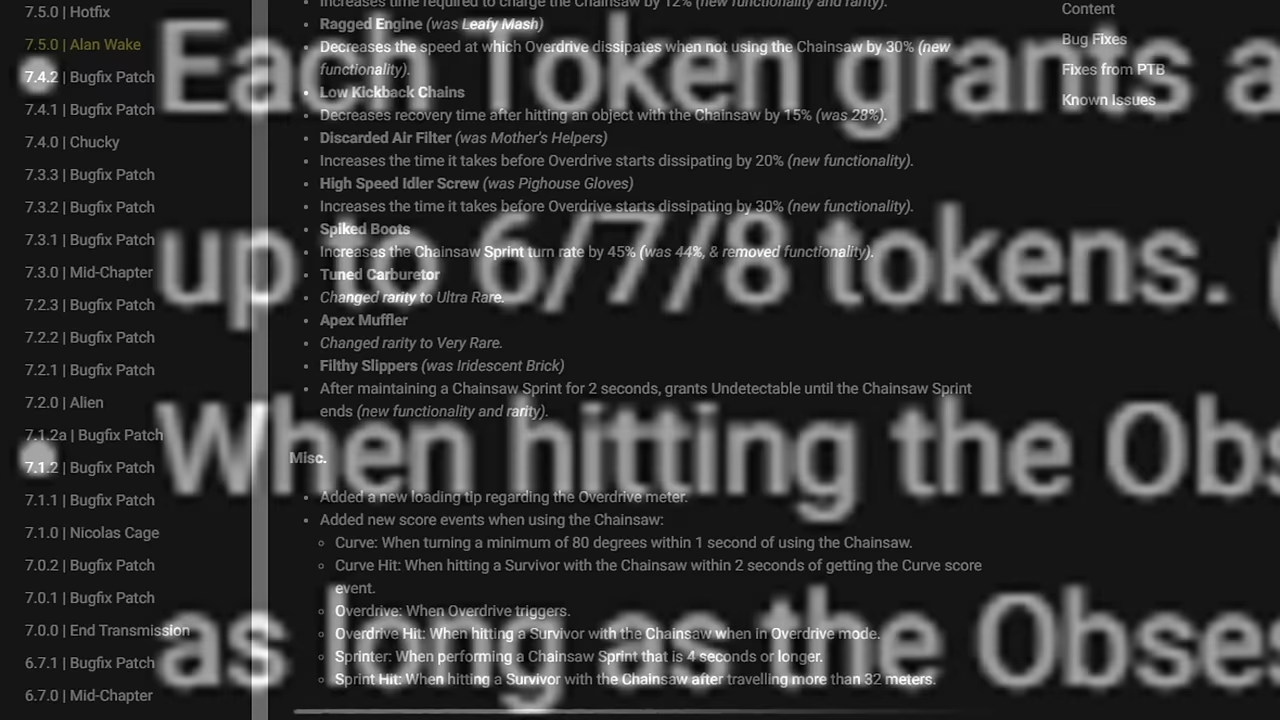 7.5.0 | Hotfix
7.5.0 | Alan Wake
7.4.2 | Bugfix Patch
7.4.1 | Bugfix Patch
7.4.0 | Chucky
7.3.3 | Bugfix Patch
7.3.2 | Bugfix Patch
7.3.1 | Bugfix Patch
7.3.0 | Mid-Chapter
7.2.3 | Bugfix Patch
7.2.2 | Bugfix Patch
7.2.1 | Bugfix Patch
7.2.0 | Alien
7.1.2a | Bugfix Patch
7.1.2 | Bugfix Patch
7.1.1 | Bugfix Patch
7.1.0 | Nicolas Cage
7.0.2 | Bugfix Patch
7.0.1 | Bugfix Patch
7.0.0 | End Transmission
6.7.1 | Bugfix Patch
6.7.0 | Mid-Chapter
Increases time required to charge the Chainsaw by 12% (new functionality and rarity).
Ragged Engine (was Leafy Mash)
Decreases the speed at which Overdrive dissipates when not using the Chainsaw by 30% (new
functionality).
Low Kickback Chains
Decreases recovery time after hitting an object with the Chainsaw by 15% (was 28%).
Discarded Air Filter (was Mother's Helpers)
Increases the time it takes before Overdrive starts dissipating by 20% (new functionality).
High Speed Idler Screw (was Pighouse Gloves)
Increases the time it takes before Overdrive starts dissipating by 30% (new functionality).
Spiked Boots
Increases the Chainsaw Sprint turn rate by 45% (was 44%, & removed functionality).
Tuned Carburetor
Changed rarity to Ultra Rare.
Apex Muffler
Changed rarity to Very Rare.
Filthy Slippers (was Iridescent Brick)
After maintaining a Chainsaw Sprint for 2 seconds, grants Undetectable until the Chainsaw Sprint
ends (new functionality and rarity).
Misc.
Added a new loading tip regarding the Overdrive meter.
Added new score events when using the Chainsaw:
Curve: When turning a minimum of 80 degrees within 1 second of using the Chainsaw.
Curve Hit: When hitting a Survivor with the Chainsaw within 2 seconds of getting the Curve score
event.
Overdrive: When Overdrive triggers.
Overdrive Hit: When hitting a Survivor with the Chainsaw when in Overdrive mode.
Sprinter: When performing a Chainsaw Sprint that is 4 seconds or longer.
Sprint Hit: When hitting a Survivor with the Chainsaw after travelling more than 32 meters.
Content
Bug Fixes
Fixes from PTB
Known Issues
Each Token grants a
up to 6/7/8 tokens. (
When hitting the Obs
as long as the Obse